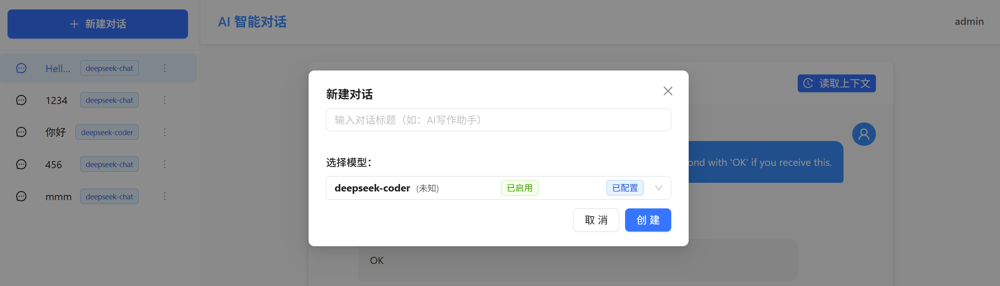 新建对话
Hell...
deepseek-chat
1234
deepseek-chat
你好
deepseek-coder
456
deepseek-chat
mmm
deepseek-chat
AI 智能对话
admin
读取上下文
ond with 'OK' if you receive this.
OK
新建对话
输入对话标题（如：AI写作助手）
选择模型：
deepseek-coder (未知) 已启用 已配置
取 消
创 建